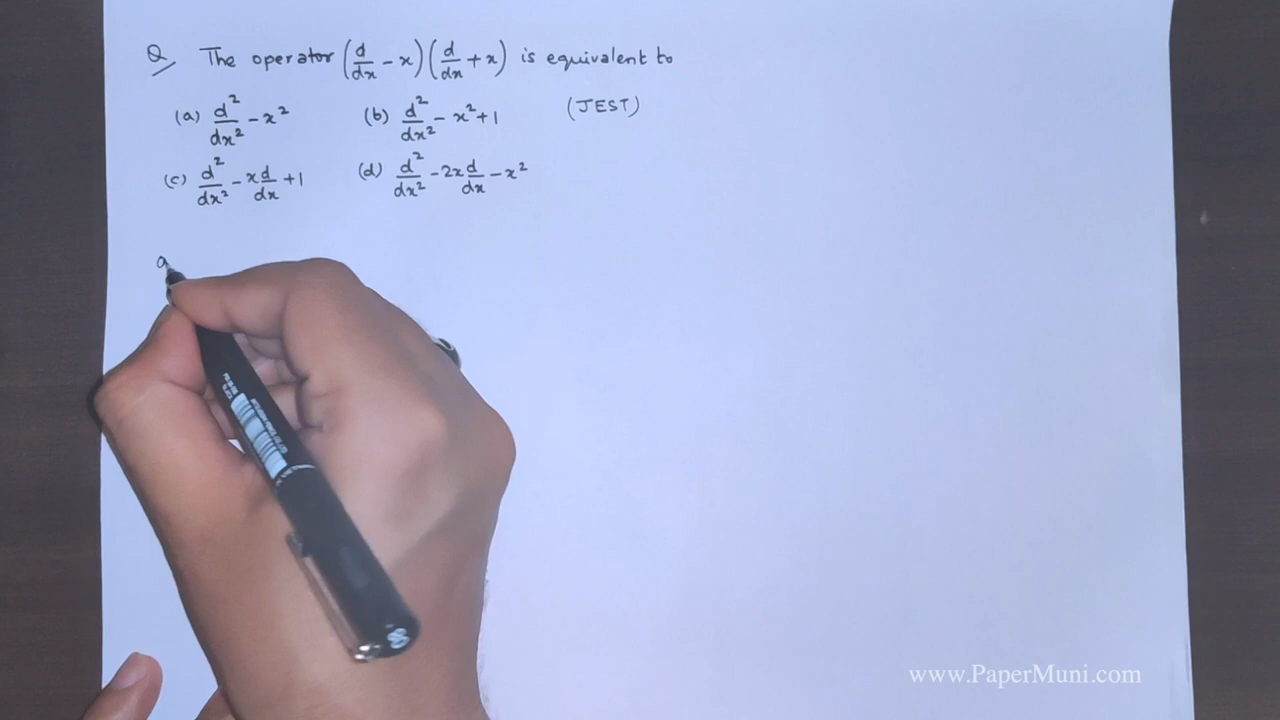 Q, The operator (d/dx - x)(d/dx + x) is equivalent to
(a) d²/dx² - x² (b) d²/dx² - x² + 1 (JEST)
(c) d²/dx² - x d/dx + 1 (d) d²/dx² - 2x d/dx - x²
www.PaperMuni.com